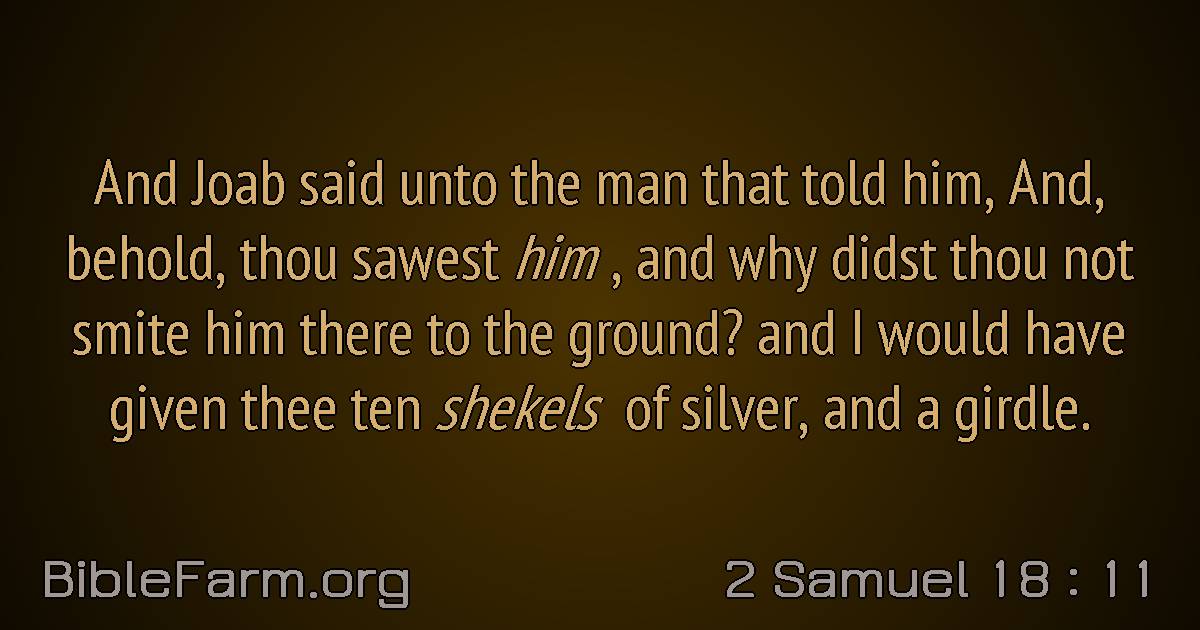 And Joab said unto the man that told him, And,
behold, thou sawest him , and why didst thou not
smite him there to the ground? and I would have
given thee ten shekels of silver, and a girdle.
BibleFarm.org
2 Samuel 18 : 11